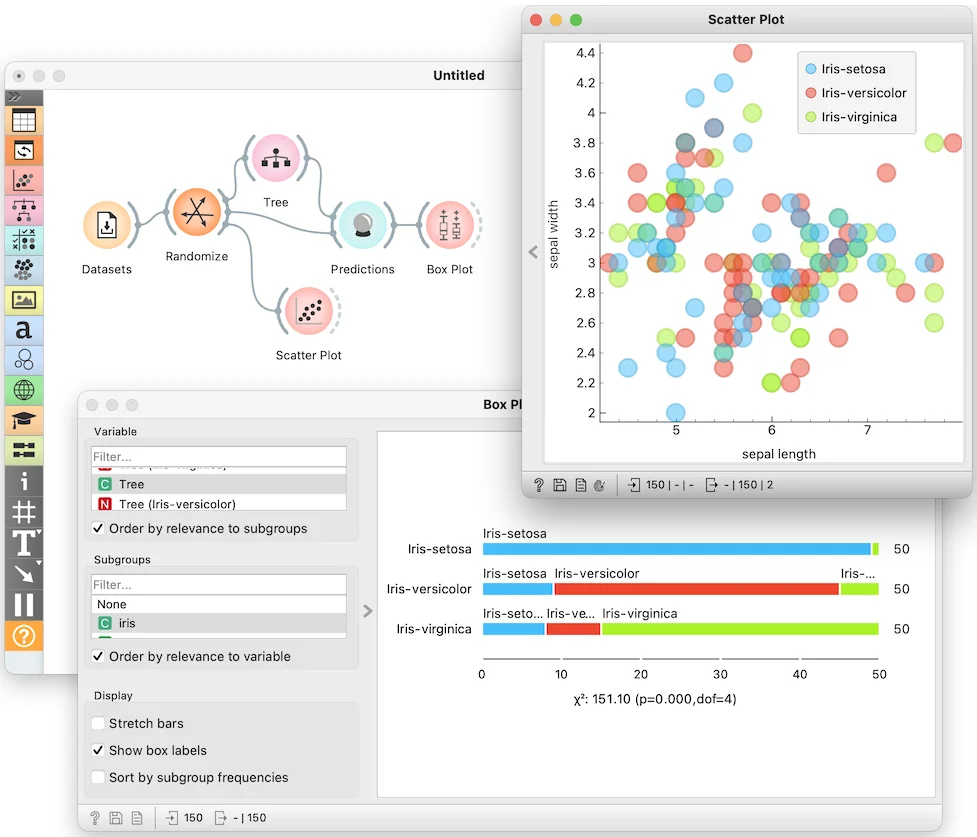 Untitled
Datasets
Randomize
Tree
Predictions
Box Plot
Scatter Plot
a
i
T
?
Scatter Plot
4.4
4.2
4
3.8
3.6
3.4
3.2
3
2.8
2.6
2.4
2.2
2
sepal width
5
6
7
sepal length
Iris-setosa
Iris-versicolor
Iris-virginica
? 150 | - | - - | 150 | 2
Box Pl
Variable
Filter...
Tree (Iris-virginica)
C Tree
N Tree (Iris-versicolor)
Order by relevance to subgroups
Subgroups
Filter...
None
C iris
Order by relevance to variable
Display
Stretch bars
Show box labels
Sort by subgroup frequencies
Iris-setosa
Iris-setosa 50
Iris-setosa Iris-versicolor Iris-...
Iris-versicolor 50
Iris-seto... Iris-ve... Iris-virginica
Iris-virginica 50
0 10 20 30 40 50
χ²: 151.10 (p=0.000,dof=4)
? 150 - | 150